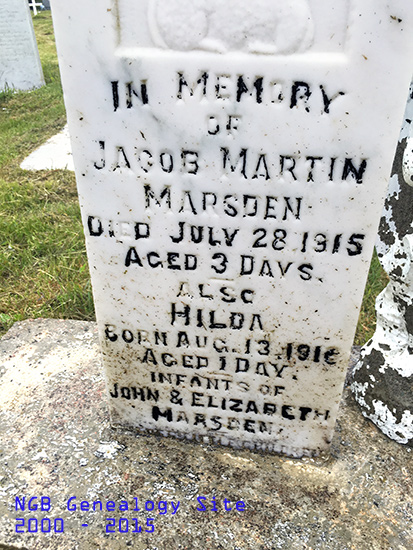 IN MEMORY
OF
JACOB MARTIN
MARSDEN
DIED JULY 28.1915
AGED 3 DAYS.
ALSO
HILDA
BORN AUG.13.1916
AGED 1 DAY.
INFANTS OF
JOHN & ELIZABETH
MARSDEN.
NGB Genealogy Site
2000 - 2015